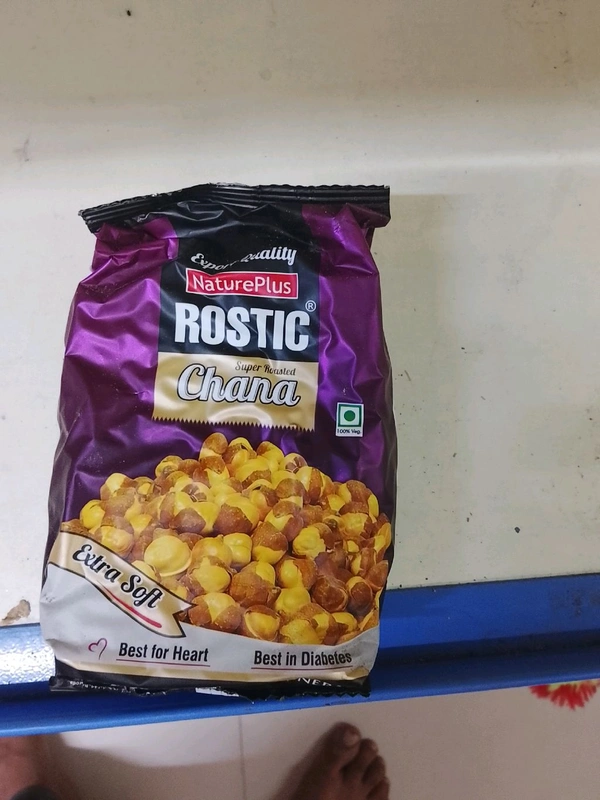 Export Quality
NaturePlus
ROSTIC®
Super Roasted
Chana
100% Veg.
Extra Soft
Best for Heart
Best in Diabetes